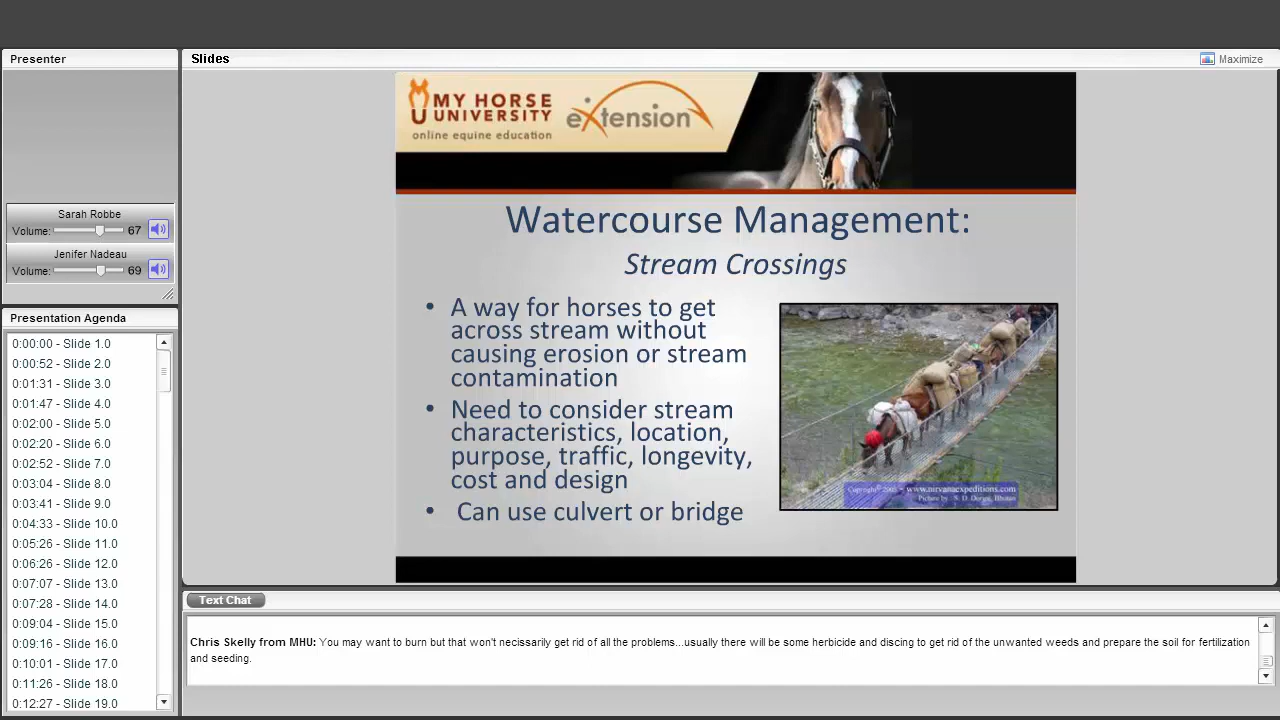 Presenter
Sarah Robbe
Volume: 67
Jenifer Nadeau
Volume: 69
Presentation Agenda
0:00:00 - Slide 1.0
0:00:52 - Slide 2.0
0:01:31 - Slide 3.0
0:01:47 - Slide 4.0
0:02:00 - Slide 5.0
0:02:20 - Slide 6.0
0:02:52 - Slide 7.0
0:03:04 - Slide 8.0
0:03:41 - Slide 9.0
0:04:33 - Slide 10.0
0:05:26 - Slide 11.0
0:06:26 - Slide 12.0
0:07:07 - Slide 13.0
0:07:28 - Slide 14.0
0:09:04 - Slide 15.0
0:09:16 - Slide 16.0
0:10:01 - Slide 17.0
0:11:26 - Slide 18.0
0:12:27 - Slide 19.0
Slides
Maximize
MY HORSE
UNIVERSITY
online equine education
eXtension
Watercourse Management:
Stream Crossings
• A way for horses to get
across stream without
causing erosion or stream
contamination
• Need to consider stream
characteristics, location,
purpose, traffic, longevity,
cost and design
• Can use culvert or bridge
www.nirvanaexpeditions.com
Text Chat
Chris Skelly from MHU: You may want to burn but that won't necissarily get rid of all the problems...usually there will be some herbicide and discing to get rid of the unwanted weeds and prepare the soil for fertilization
and seeding.